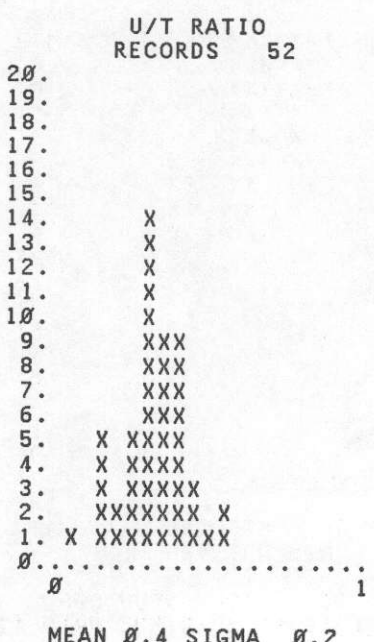 U/T RATIO
RECORDS 52
2Ø.
19.
18.
17.
16.
15.
14. X
13. X
12. X
11. X
1Ø. X
9. XXX
8. XXX
7. XXX
6. XXX
5. X XXXX
4. X XXXX
3. X XXXXX
2. XXXXXXX X
1. X XXXXXXXXX
Ø..........................
Ø 1
MEAN Ø.4 SIGMA Ø.2